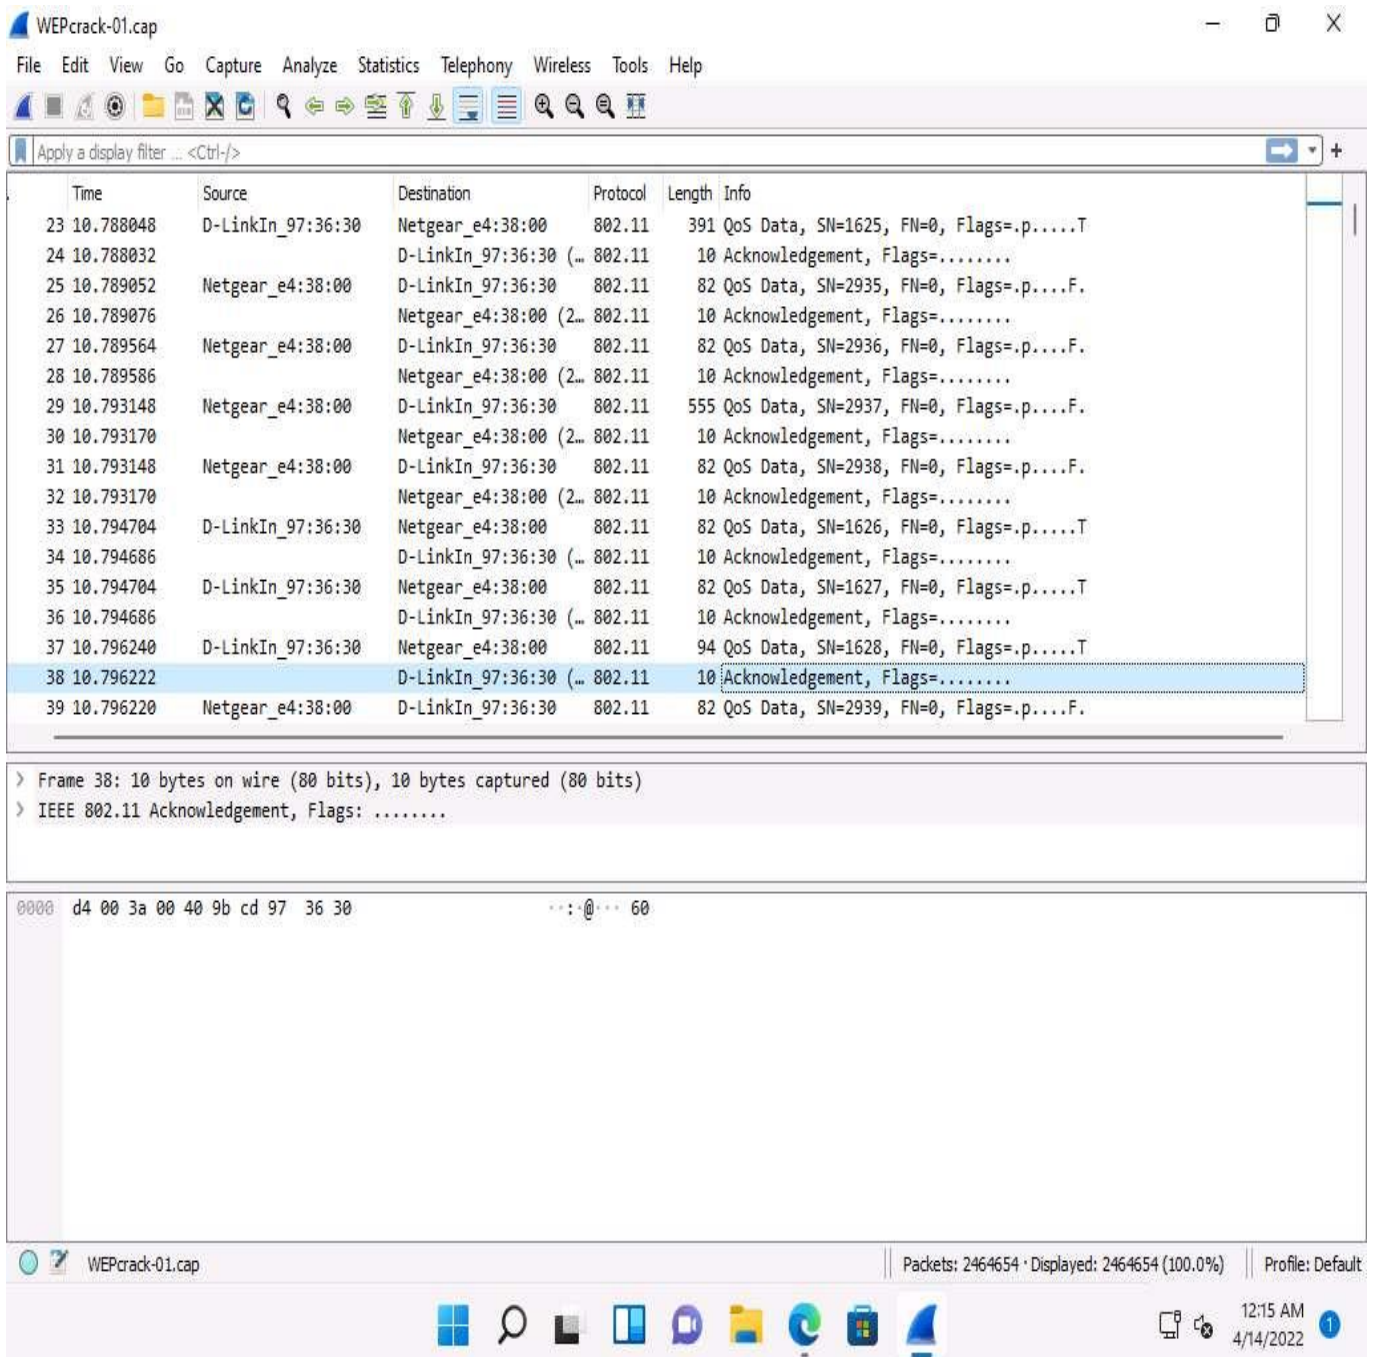 WEPcrack-01.cap
File Edit View Go Capture Analyze Statistics Telephony Wireless Tools Help
Apply a display filter ... <Ctrl-/>
. Time Source Destination Protocol Length Info
23 10.788048 D-LinkIn_97:36:30 Netgear_e4:38:00 802.11 391 QoS Data, SN=1625, FN=0, Flags=.p.....T
24 10.788032 D-LinkIn_97:36:30 (… 802.11 10 Acknowledgement, Flags=........
25 10.789052 Netgear_e4:38:00 D-LinkIn_97:36:30 802.11 82 QoS Data, SN=2935, FN=0, Flags=.p....F.
26 10.789076 Netgear_e4:38:00 (2… 802.11 10 Acknowledgement, Flags=........
27 10.789564 Netgear_e4:38:00 D-LinkIn_97:36:30 802.11 82 QoS Data, SN=2936, FN=0, Flags=.p....F.
28 10.789586 Netgear_e4:38:00 (2… 802.11 10 Acknowledgement, Flags=........
29 10.793148 Netgear_e4:38:00 D-LinkIn_97:36:30 802.11 555 QoS Data, SN=2937, FN=0, Flags=.p....F.
30 10.793170 Netgear_e4:38:00 (2… 802.11 10 Acknowledgement, Flags=........
31 10.793148 Netgear_e4:38:00 D-LinkIn_97:36:30 802.11 82 QoS Data, SN=2938, FN=0, Flags=.p....F.
32 10.793170 Netgear_e4:38:00 (2… 802.11 10 Acknowledgement, Flags=........
33 10.794704 D-LinkIn_97:36:30 Netgear_e4:38:00 802.11 82 QoS Data, SN=1626, FN=0, Flags=.p.....T
34 10.794686 D-LinkIn_97:36:30 (… 802.11 10 Acknowledgement, Flags=........
35 10.794704 D-LinkIn_97:36:30 Netgear_e4:38:00 802.11 82 QoS Data, SN=1627, FN=0, Flags=.p.....T
36 10.794686 D-LinkIn_97:36:30 (… 802.11 10 Acknowledgement, Flags=........
37 10.796240 D-LinkIn_97:36:30 Netgear_e4:38:00 802.11 94 QoS Data, SN=1628, FN=0, Flags=.p.....T
38 10.796222 D-LinkIn_97:36:30 (… 802.11 10 Acknowledgement, Flags=........
39 10.796220 Netgear_e4:38:00 D-LinkIn_97:36:30 802.11 82 QoS Data, SN=2939, FN=0, Flags=.p....F.
> Frame 38: 10 bytes on wire (80 bits), 10 bytes captured (80 bits)
> IEEE 802.11 Acknowledgement, Flags: ........
0000 d4 00 3a 00 40 9b cd 97 36 30 ··:·@··· 60
WEPcrack-01.cap Packets: 2464654 · Displayed: 2464654 (100.0%) Profile: Default
12:15 AM
4/14/2022
1